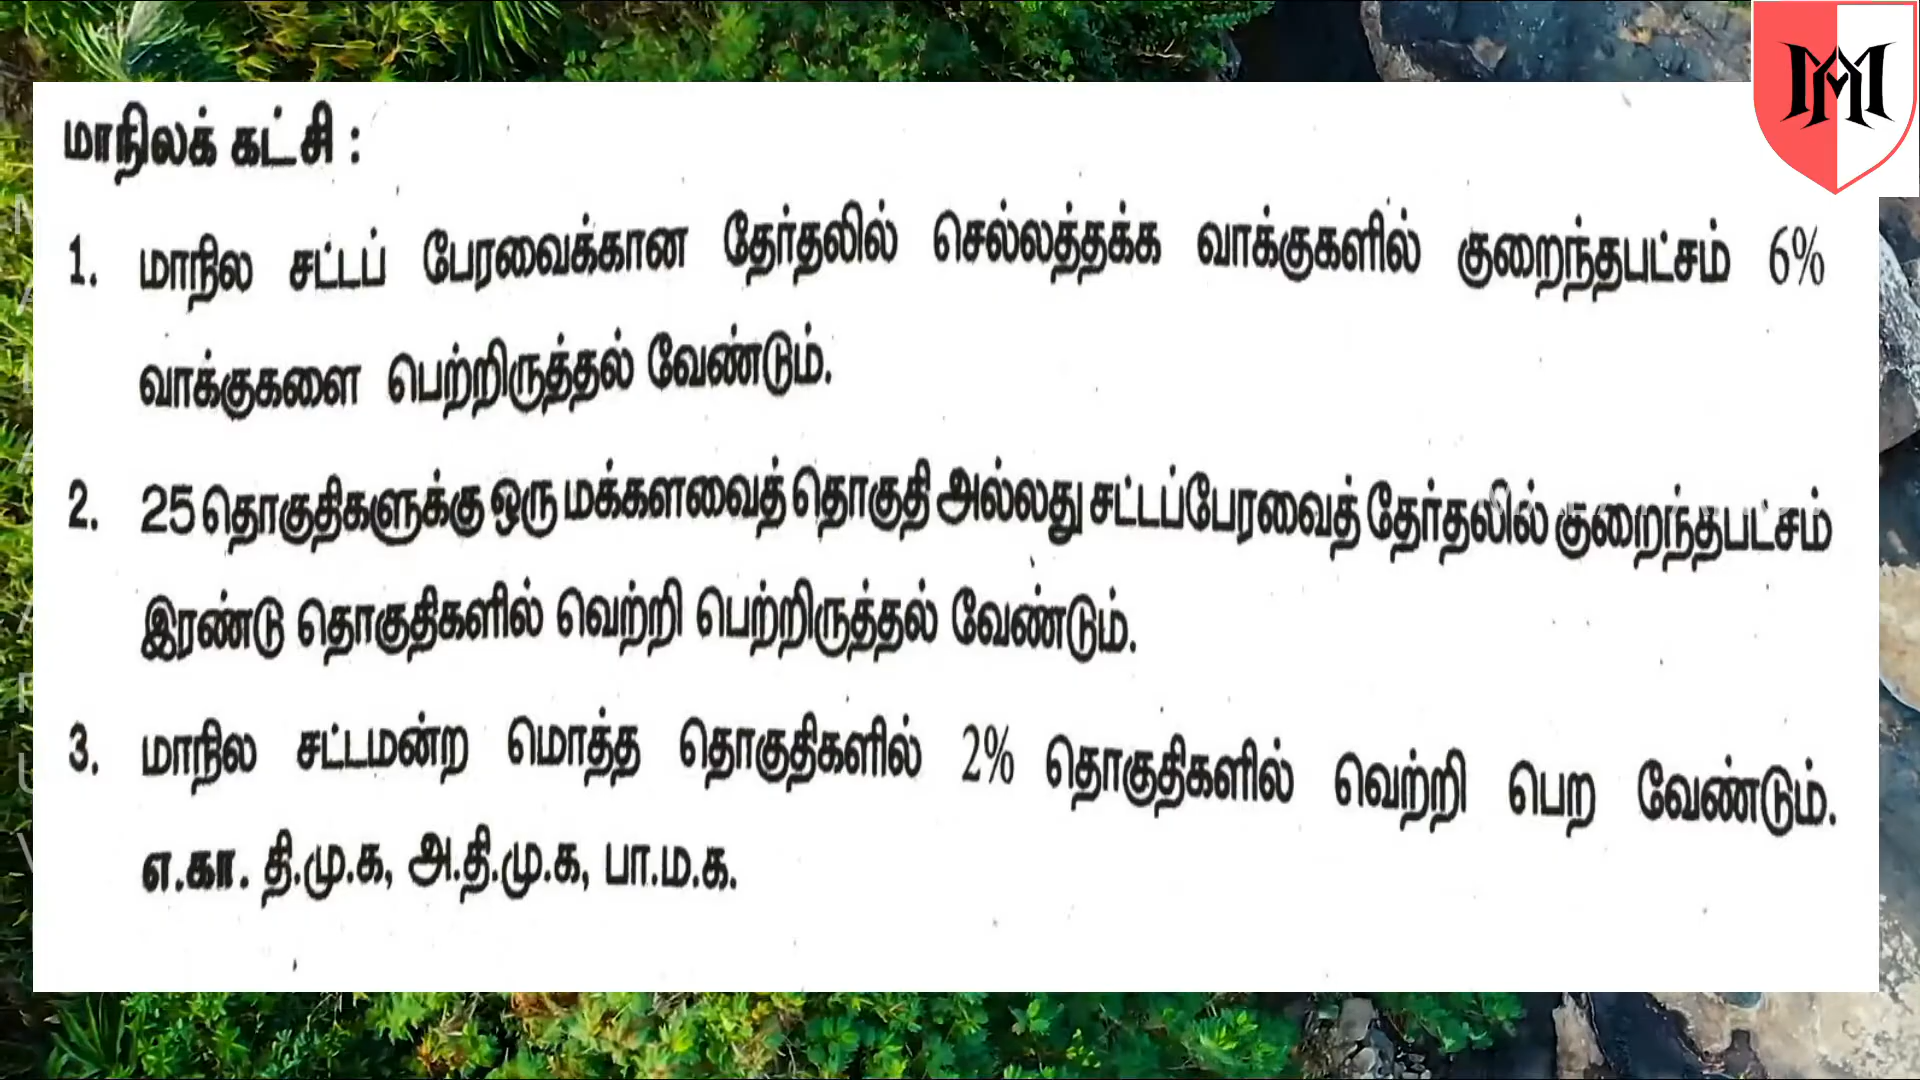 மாநிலக் கட்சி :
1. மாநில சட்டப் பேரவைக்கான தேர்தலில் செல்லத்தக்க வாக்குகளில் குறைந்தபட்சம் 6%
வாக்குகளை பெற்றிருத்தல் வேண்டும்.
2. 25 தொகுதிகளுக்கு ஒரு மக்களவைத் தொகுதி அல்லது சட்டப்பேரவைத் தேர்தலில் குறைந்தபட்சம்
இரண்டு தொகுதிகளில் வெற்றி பெற்றிருத்தல் வேண்டும்.
3. மாநில சட்டமன்ற மொத்த தொகுதிகளில் 2% தொகுதிகளில் வெற்றி பெற வேண்டும்.
எ.கா. தி.மு.க, அ.தி.மு.க, பா.ம.க.